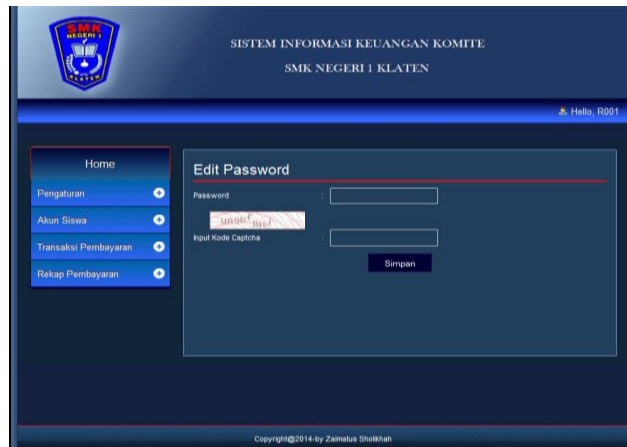 SMK
NEGERI 1
KLATEN
SISTEM INFORMASI KEUANGAN KOMITE
SMK NEGERI 1 KLATEN
Hello, R001
Home
Pengaturan
Akun Siswa
Transaksi Pembayaran
Rekap Pembayaran
Edit Password
Password :
Input Kode Captcha :
Simpan
Copyright@2014-by Zaimatus Sholikhah